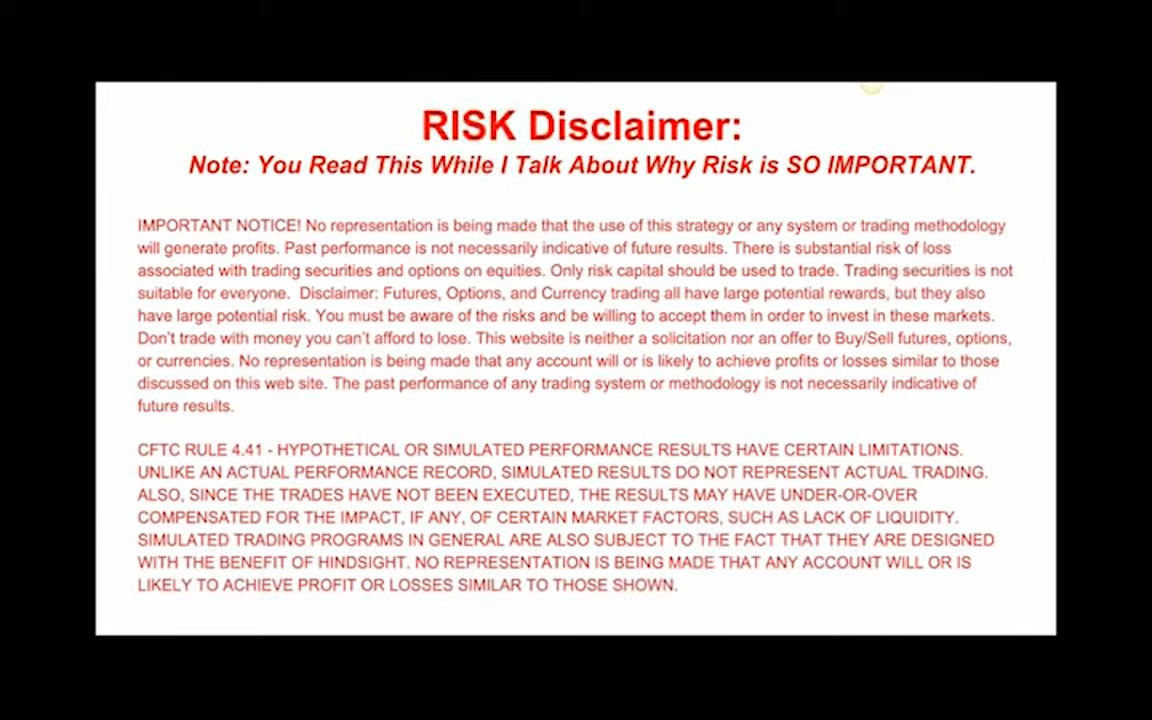 RISK Disclaimer:
Note: You Read This While I Talk About Why Risk is SO IMPORTANT.
IMPORTANT NOTICE! No representation is being made that the use of this strategy or any system or trading methodology
will generate profits. Past performance is not necessarily indicative of future results. There is substantial risk of loss
associated with trading securities and options on equities. Only risk capital should be used to trade. Trading securities is not
suitable for everyone.  Disclaimer: Futures, Options, and Currency trading all have large potential rewards, but they also
have large potential risk. You must be aware of the risks and be willing to accept them in order to invest in these markets.
Don't trade with money you can't afford to lose. This website is neither a solicitation nor an offer to Buy/Sell futures, options,
or currencies. No representation is being made that any account will or is likely to achieve profits or losses similar to those
discussed on this web site. The past performance of any trading system or methodology is not necessarily indicative of
future results.
CFTC RULE 4.41 - HYPOTHETICAL OR SIMULATED PERFORMANCE RESULTS HAVE CERTAIN LIMITATIONS.
UNLIKE AN ACTUAL PERFORMANCE RECORD, SIMULATED RESULTS DO NOT REPRESENT ACTUAL TRADING.
ALSO, SINCE THE TRADES HAVE NOT BEEN EXECUTED, THE RESULTS MAY HAVE UNDER-OR-OVER
COMPENSATED FOR THE IMPACT, IF ANY, OF CERTAIN MARKET FACTORS, SUCH AS LACK OF LIQUIDITY.
SIMULATED TRADING PROGRAMS IN GENERAL ARE ALSO SUBJECT TO THE FACT THAT THEY ARE DESIGNED
WITH THE BENEFIT OF HINDSIGHT. NO REPRESENTATION IS BEING MADE THAT ANY ACCOUNT WILL OR IS
LIKELY TO ACHIEVE PROFIT OR LOSSES SIMILAR TO THOSE SHOWN.